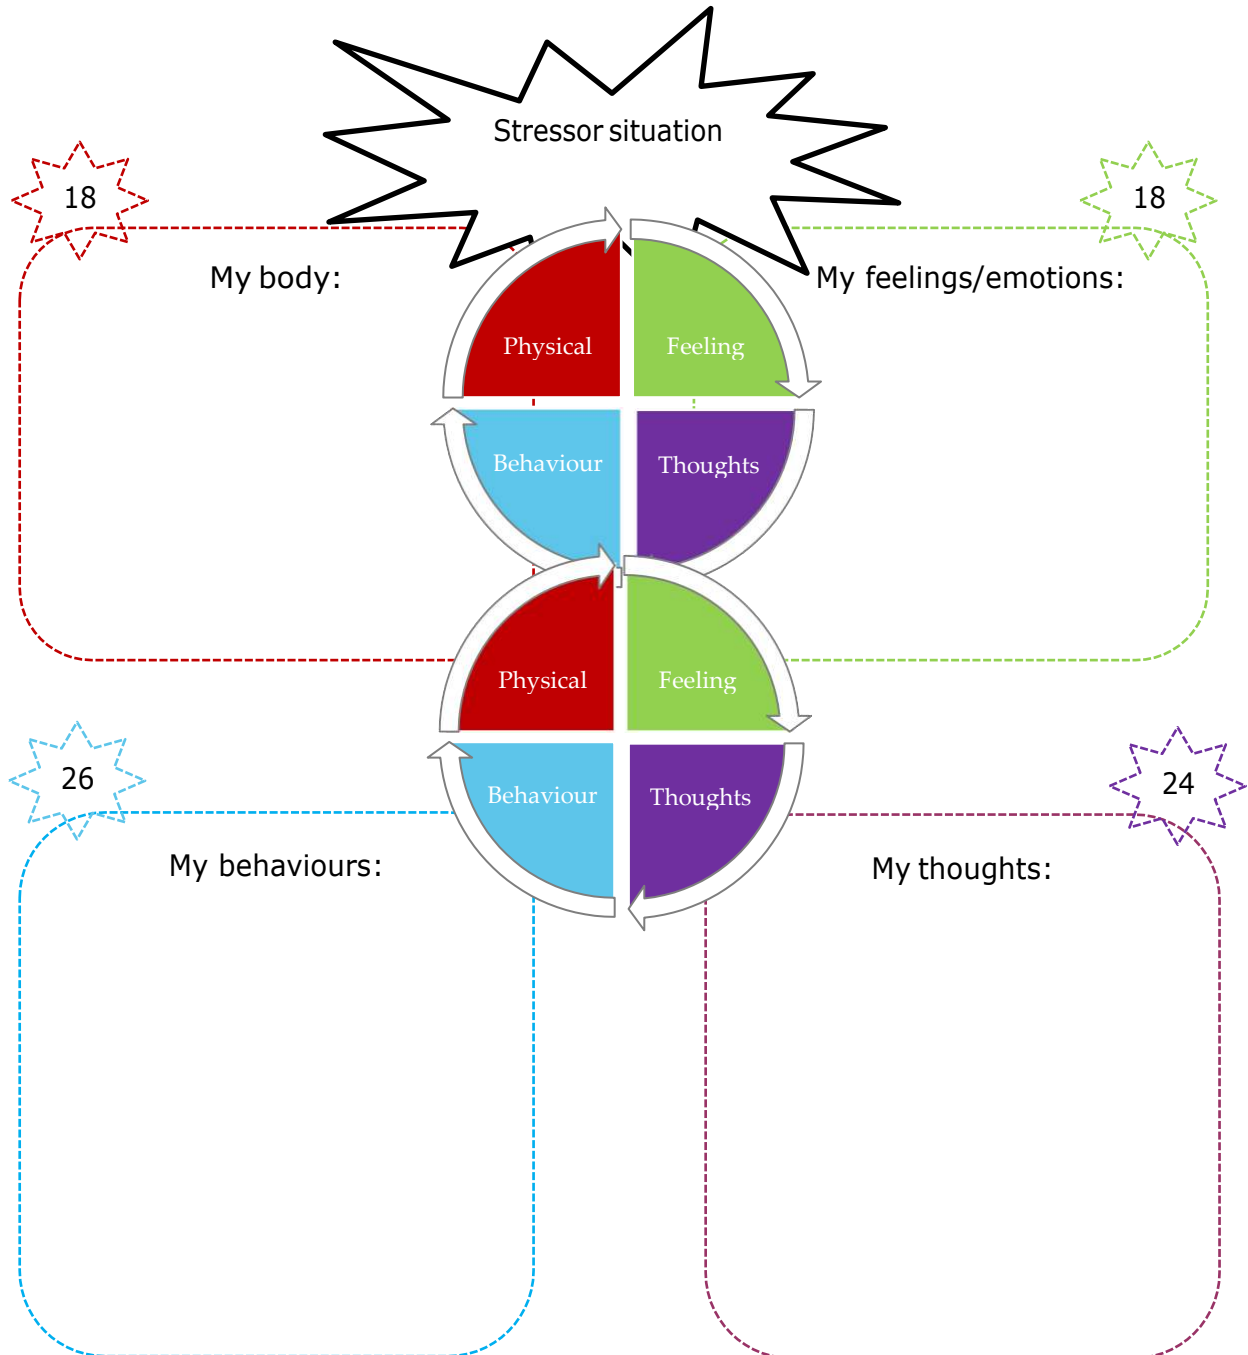 Stressor situation
18
18
My body:
My feelings/emotions:
Physical
Feeling
Behaviour
Thoughts
Physical
Feeling
Behaviour
Thoughts
26
24
My behaviours:
My thoughts: